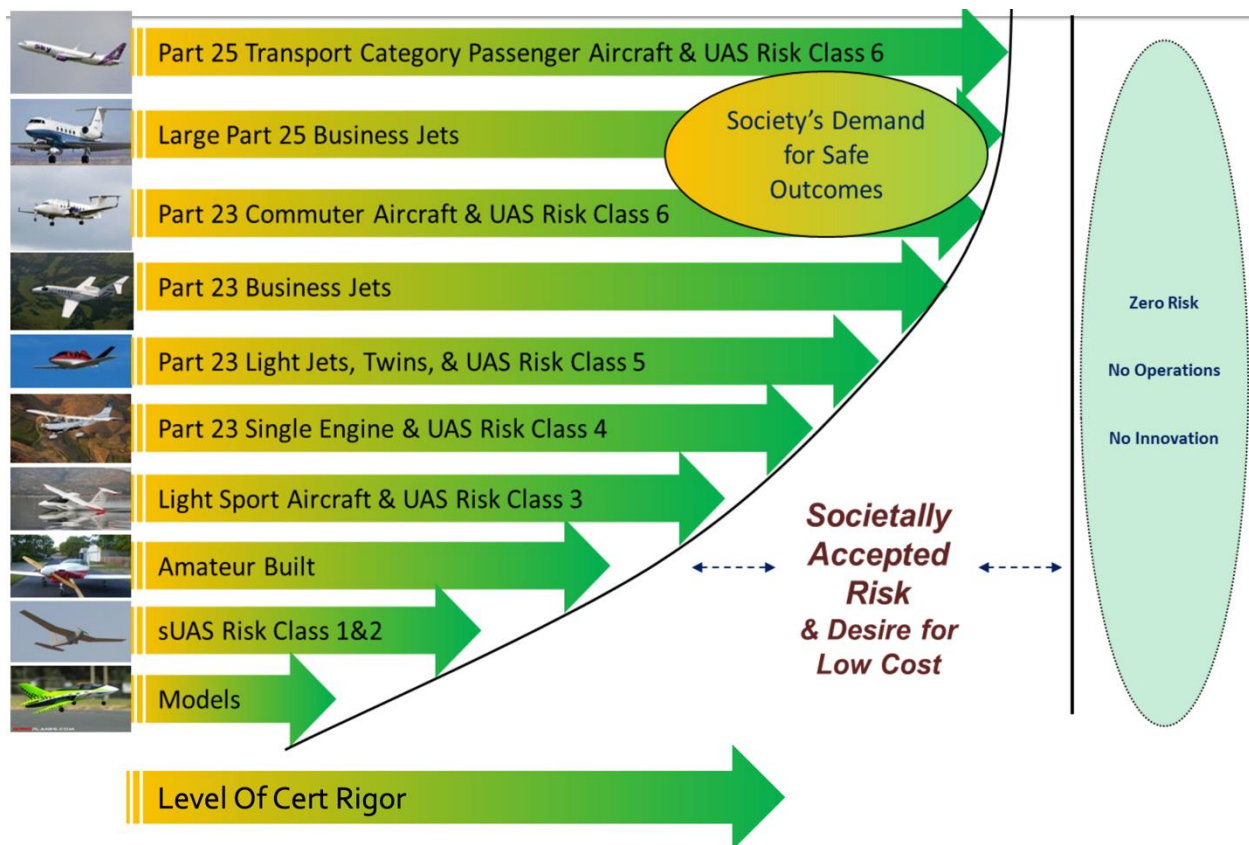 Part 25 Transport Category Passenger Aircraft & UAS Risk Class 6
Large Part 25 Business Jets
Society's Demand
for Safe
Outcomes
Part 23 Commuter Aircraft & UAS Risk Class 6
Part 23 Business Jets
Part 23 Light Jets, Twins, & UAS Risk Class 5
Part 23 Single Engine & UAS Risk Class 4
Light Sport Aircraft & UAS Risk Class 3
Amateur Built
sUAS Risk Class 1&2
Models
Level Of Cert Rigor
Societally
Accepted
Risk
& Desire for
Low Cost
Zero Risk
No Operations
No Innovation